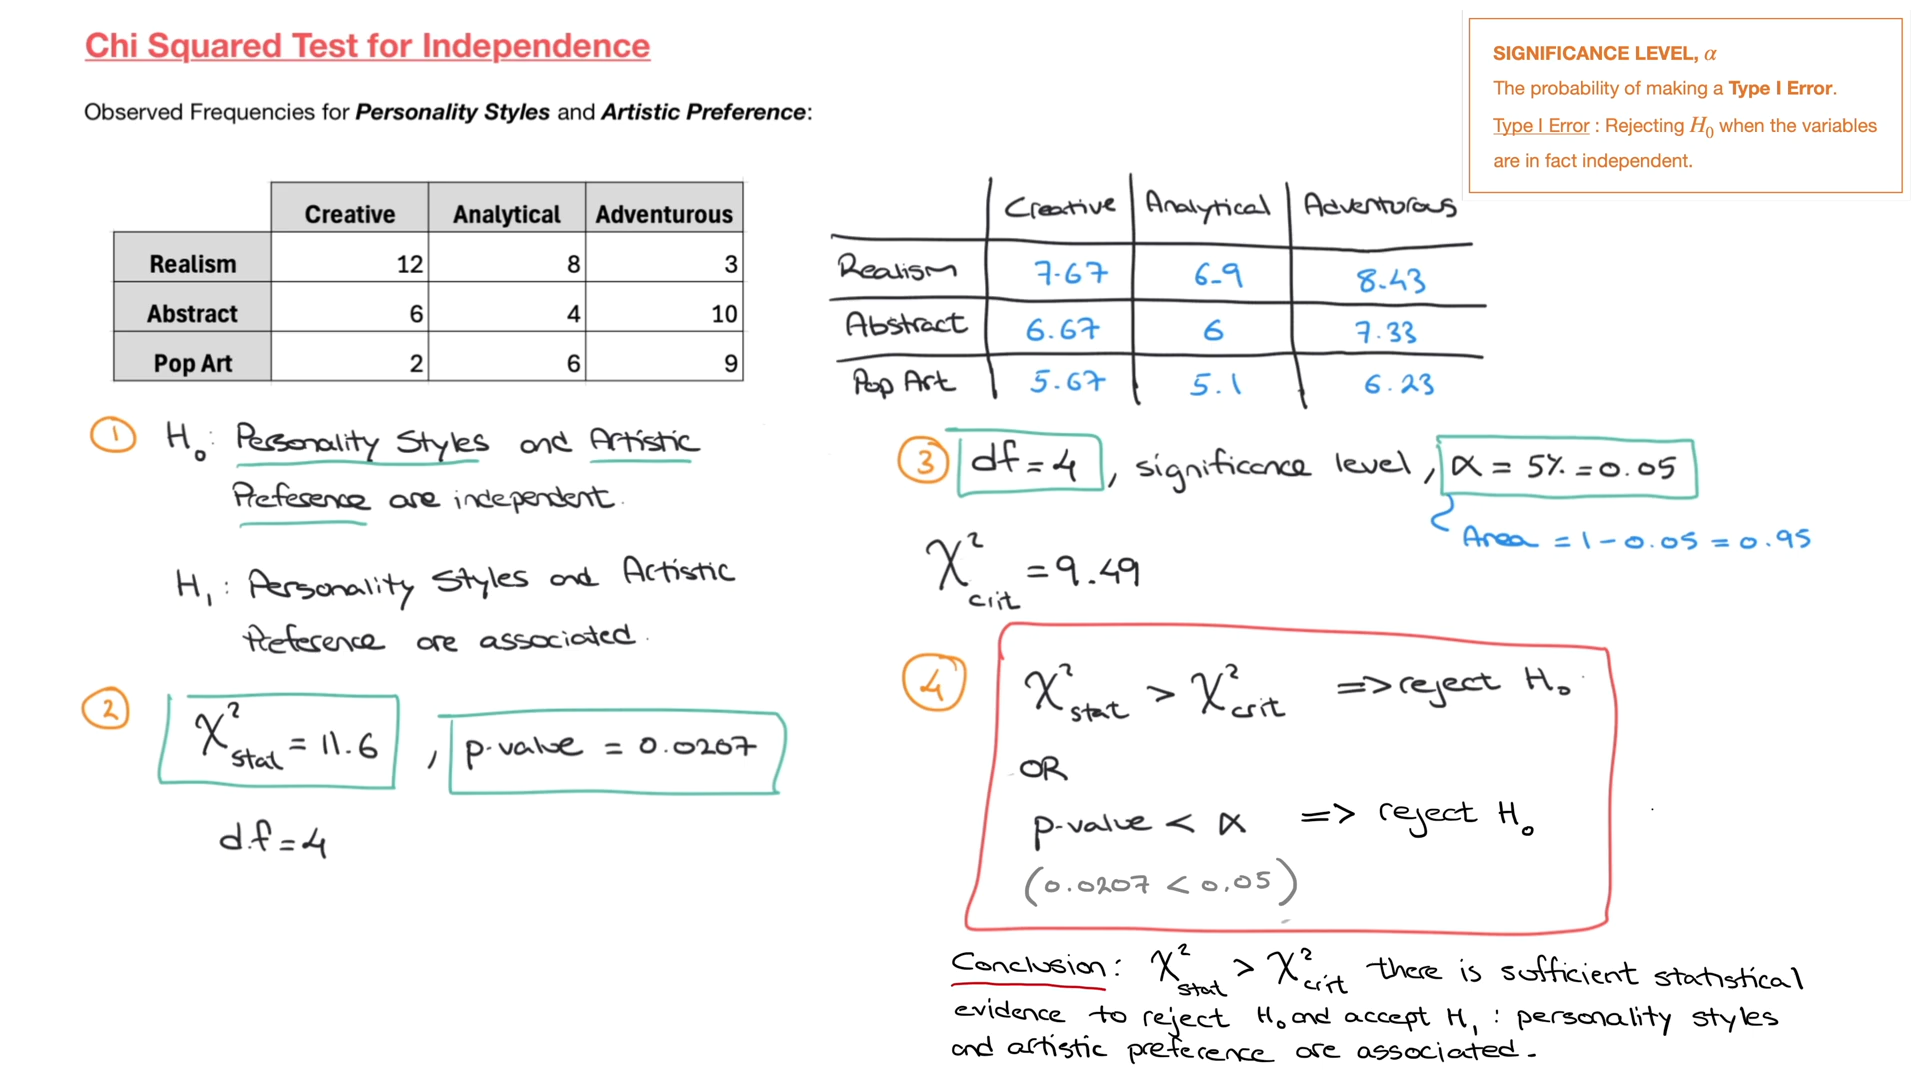 Chi Squared Test for Independence
SIGNIFICANCE LEVEL, α
The probability of making a Type I Error.
Type I Error : Rejecting H₀ when the variables
are in fact independent.
Observed Frequencies for Personality Styles and Artistic Preference:
Creative Analytical Adventurous
Realism 12 8 3
Abstract 6 4 10
Pop Art 2 6 9
Creative Analytical Adventurous
Realism 7.67 6.9 8.43
Abstract 6.67 6 7.33
Pop Art 5.67 5.1 6.23
① H₀: Personality Styles and Artistic
Preference are independent.
H₁: Personality Styles and Artistic
Preference are associated.
② χ²stat = 11.6 , p-value = 0.0207
d.f = 4
③ df = 4 , significance level, α = 5% = 0.05
Area = 1 - 0.05 = 0.95
χ²crit = 9.49
④ χ²stat > χ²crit => reject H₀
OR
p-value < α => reject H₀
(0.0207 < 0.05)
Conclusion: χ²stat > χ²crit there is sufficient statistical
evidence to reject H₀ and accept H₁ : personality styles
and artistic preference are associated.